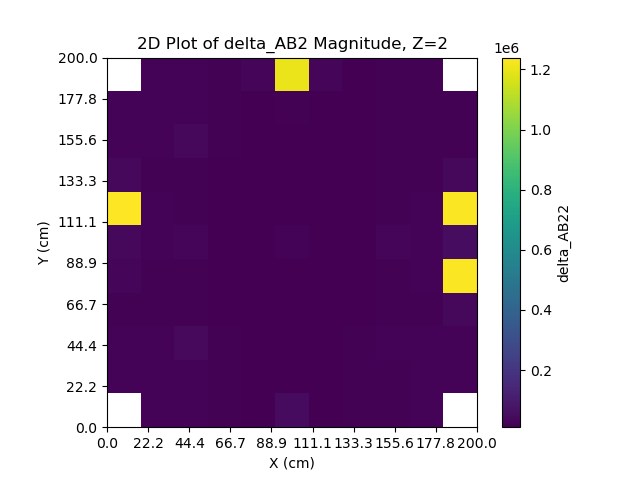 2D Plot of delta_AB2 Magnitude, Z=2
1e6
200.0
177.8
155.6
133.3
111.1
88.9
66.7
44.4
22.2
0.0
Y (cm)
0.0 22.2 44.4 66.7 88.9 111.1 133.3 155.6 177.8 200.0
X (cm)
1.2
1.0
0.8
0.6
0.4
0.2
delta_AB22